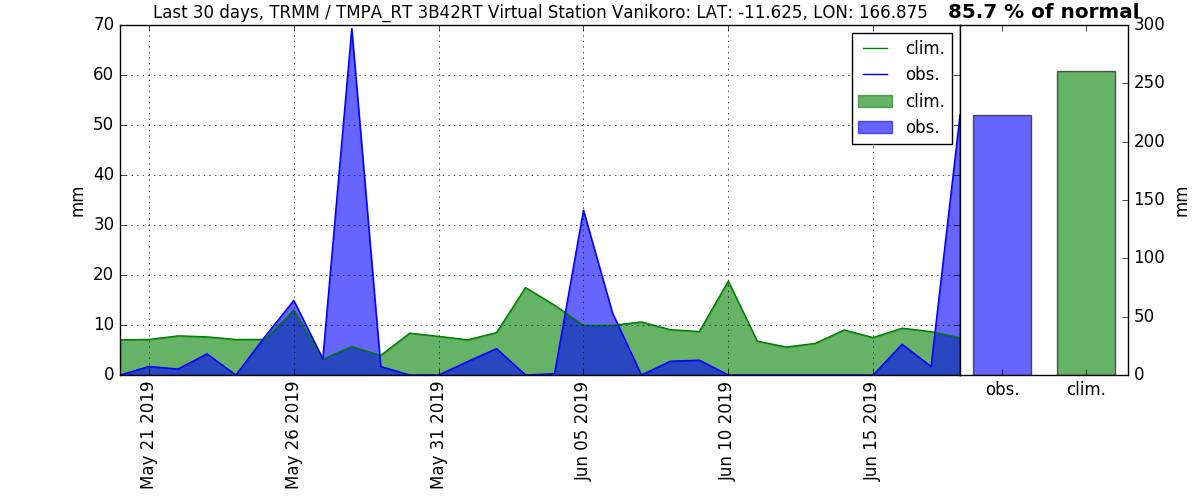 Last 30 days, TRMM / TMPA_RT 3B42RT Virtual Station Vanikoro: LAT: -11.625, LON: 166.875
85.7 % of normal
70
60
50
40
30
20
10
0
mm
clim.
obs.
clim.
obs.
300
250
200
150
100
50
0
mm
May 21 2019
May 26 2019
May 31 2019
Jun 05 2019
Jun 10 2019
Jun 15 2019
obs.
clim.